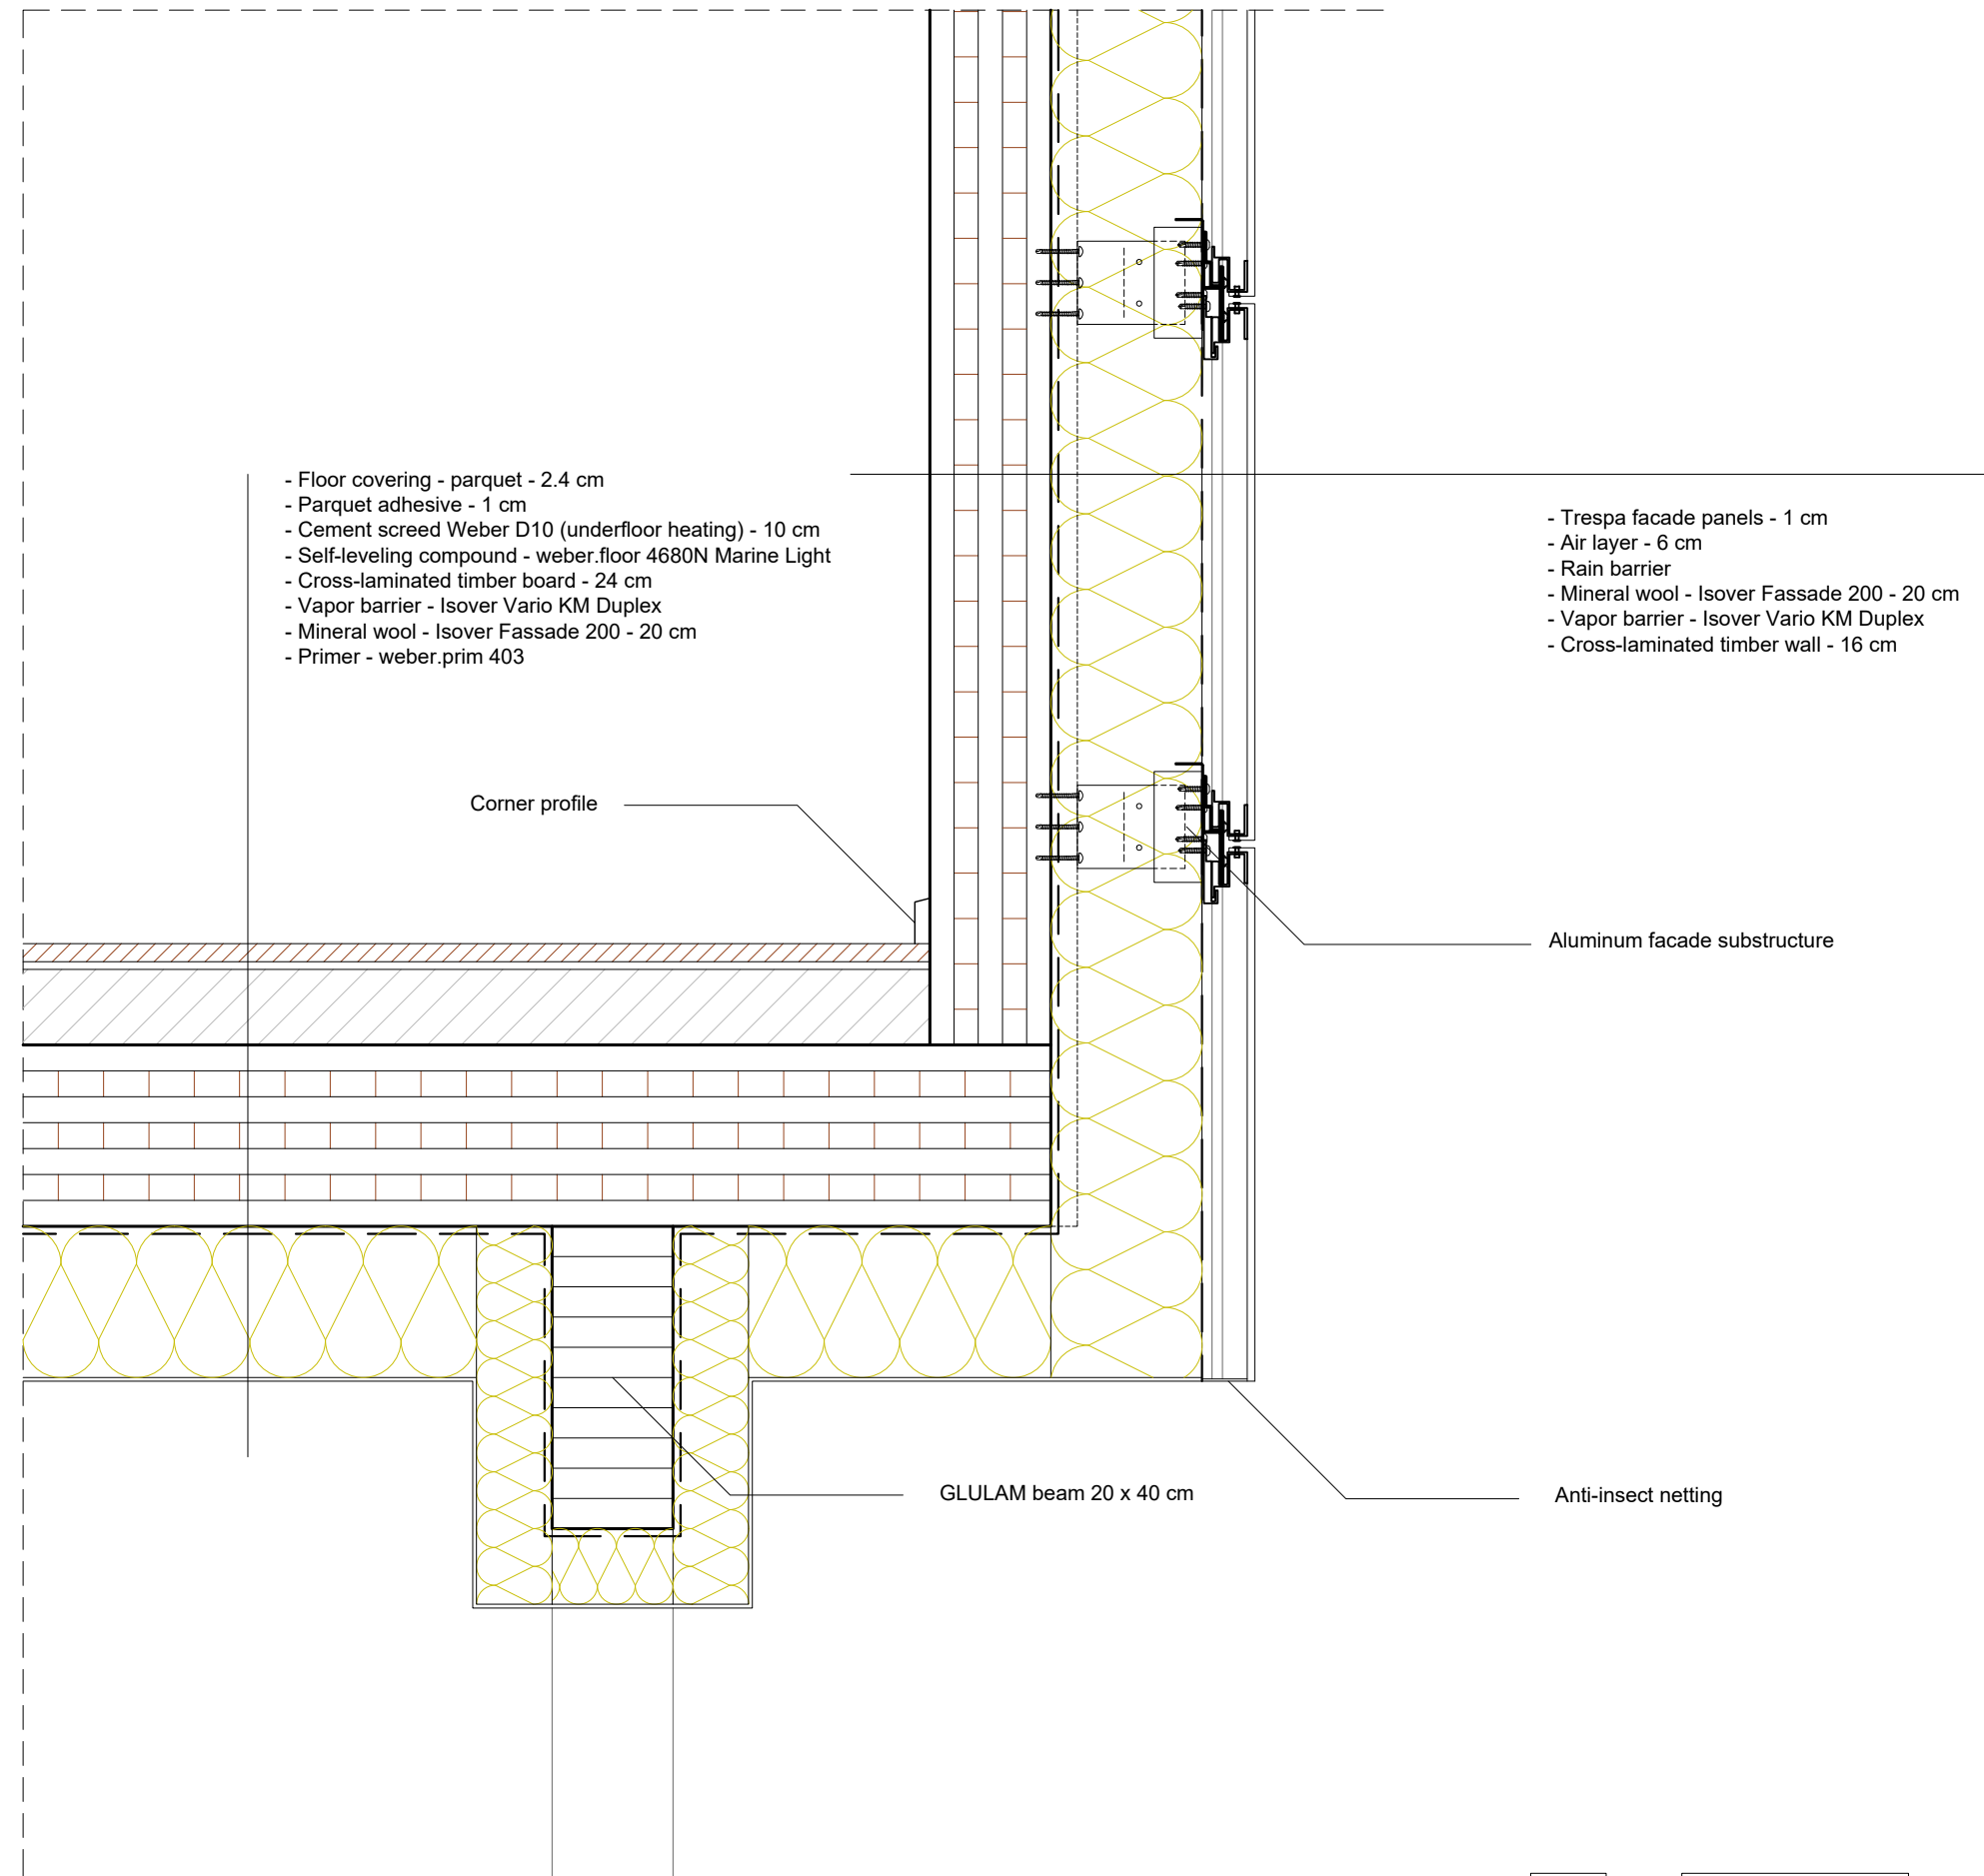 - Floor covering - parquet - 2.4 cm
- Parquet adhesive - 1 cm
- Cement screed Weber D10 (underfloor heating) - 10 cm
- Self-leveling compound - weber.floor 4680N Marine Light
- Cross-laminated timber board - 24 cm
- Vapor barrier - Isover Vario KM Duplex
- Mineral wool - Isover Fassade 200 - 20 cm
- Primer - weber.prim 403
- Trespa facade panels - 1 cm
- Air layer - 6 cm
- Rain barrier
- Mineral wool - Isover Fassade 200 - 20 cm
- Vapor barrier - Isover Vario KM Duplex
- Cross-laminated timber wall - 16 cm
Corner profile
Aluminum facade substructure
GLULAM beam 20 x 40 cm
Anti-insect netting